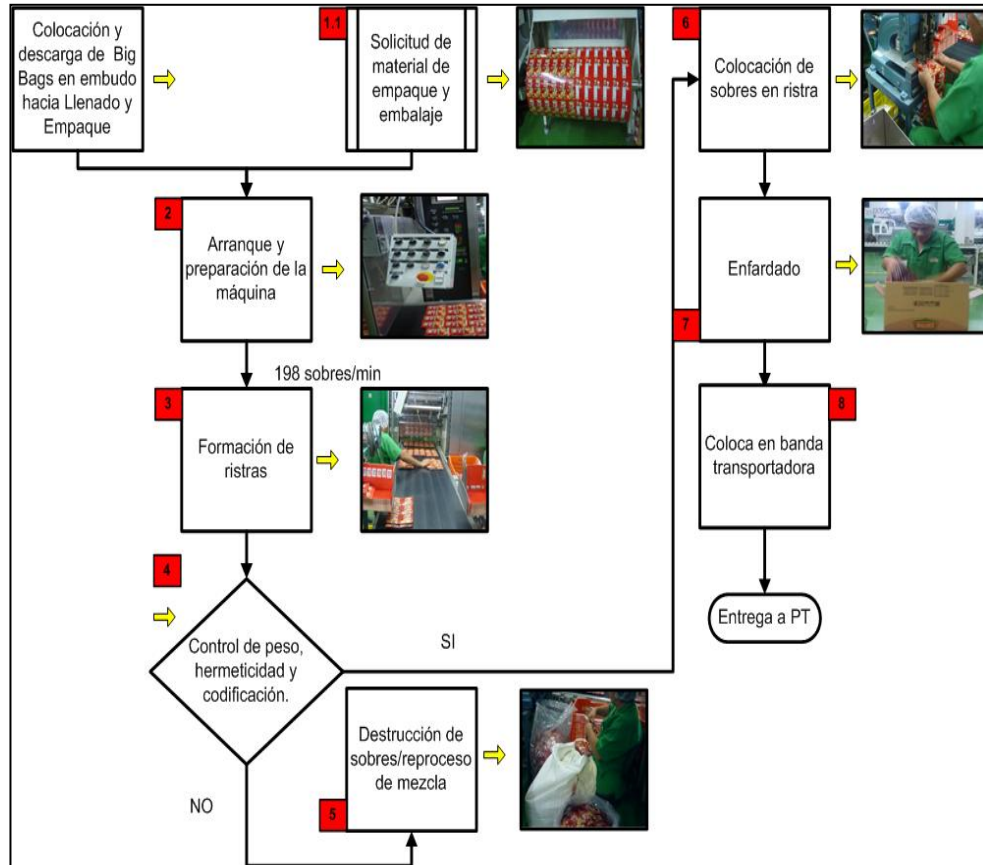 Colocación y
descarga de Big
Bags en embudo
hacia Llenado y
Empaque
1.1
Solicitud de
material de
empaque y
embalaje
2
Arranque y
preparación de la
máquina
198 sobres/min
3
Formación de
ristras
4
Control de peso,
hermeticidad y
codificación.
SI
NO
5
Destrucción de
sobres/reproceso
de mezcla
6
Colocación de
sobres en ristra
Enfardado
7
8
Coloca en banda
transportadora
Entrega a PT